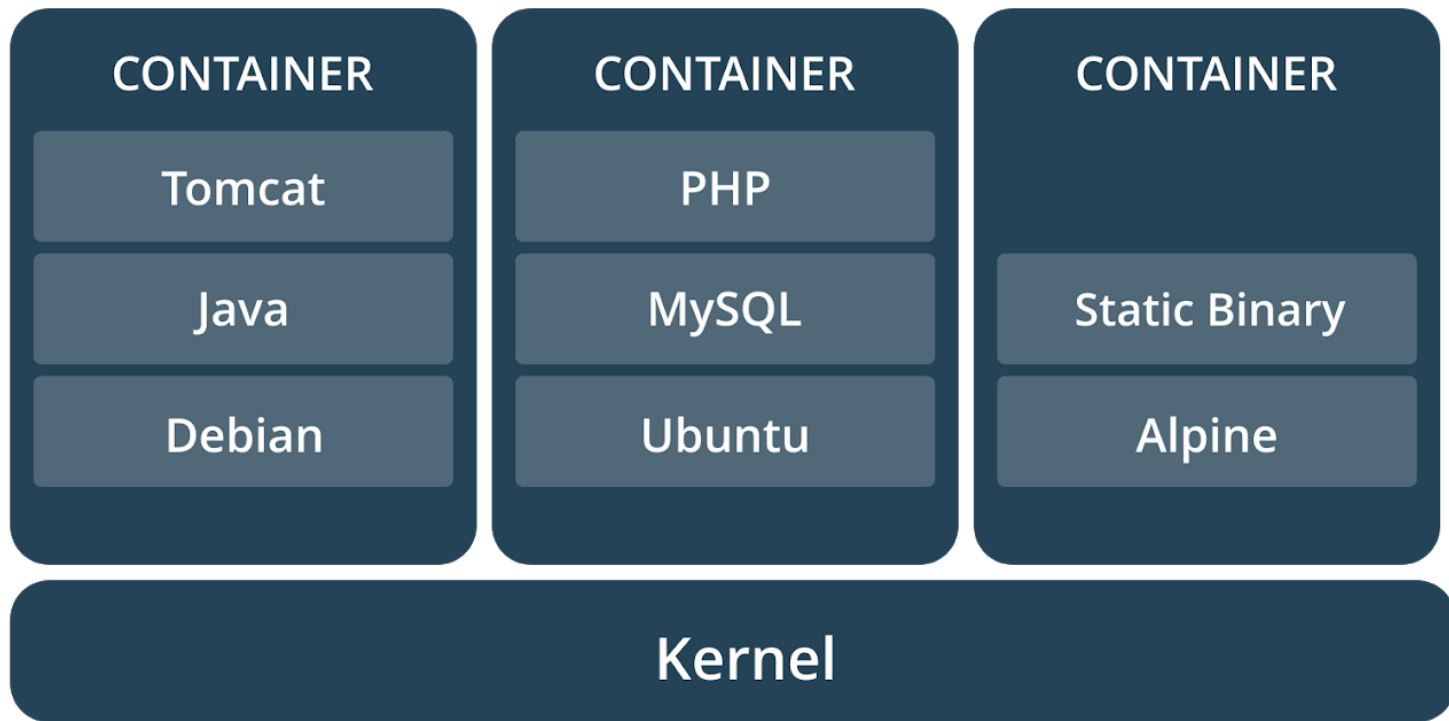 CONTAINER
Tomcat
Java
Debian
CONTAINER
PHP
MySQL
Ubuntu
CONTAINER
Static Binary
Alpine
Kernel